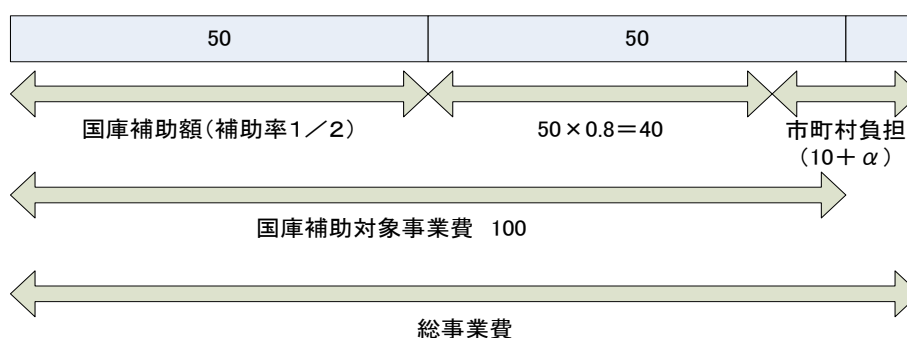 50 50
国庫補助額(補助率1/2) 50×0.8=40 市町村負担
(10+α)
国庫補助対象事業費 100
総事業費